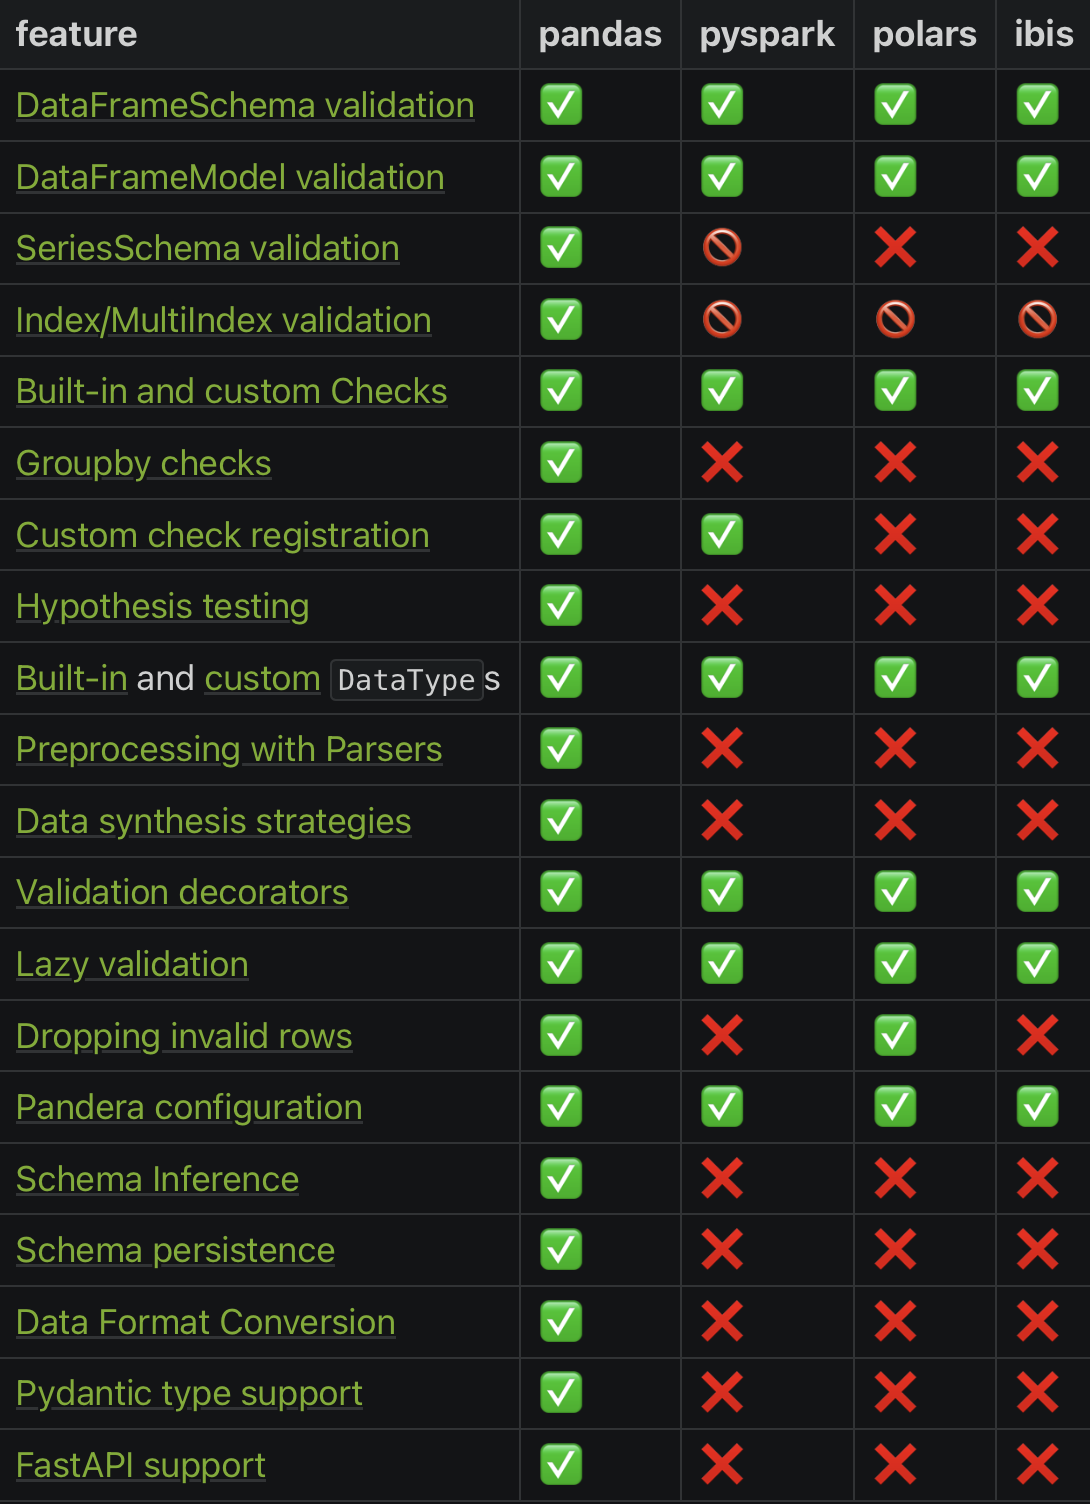 feature pandas pyspark polars ibis
DataFrameSchema validation ✅ ✅ ✅ ✅
DataFrameModel validation ✅ ✅ ✅ ✅
SeriesSchema validation ✅ 🚫 ❌ ❌
Index/MultiIndex validation ✅ 🚫 🚫 🚫
Built-in and custom Checks ✅ ✅ ✅ ✅
Groupby checks ✅ ❌ ❌ ❌
Custom check registration ✅ ✅ ❌ ❌
Hypothesis testing ✅ ❌ ❌ ❌
Built-in and custom DataTypes ✅ ✅ ✅ ✅
Preprocessing with Parsers ✅ ❌ ❌ ❌
Data synthesis strategies ✅ ❌ ❌ ❌
Validation decorators ✅ ✅ ✅ ✅
Lazy validation ✅ ✅ ✅ ✅
Dropping invalid rows ✅ ❌ ✅ ❌
Pandera configuration ✅ ✅ ✅ ✅
Schema Inference ✅ ❌ ❌ ❌
Schema persistence ✅ ❌ ❌ ❌
Data Format Conversion ✅ ❌ ❌ ❌
Pydantic type support ✅ ❌ ❌ ❌
FastAPI support ✅ ❌ ❌ ❌